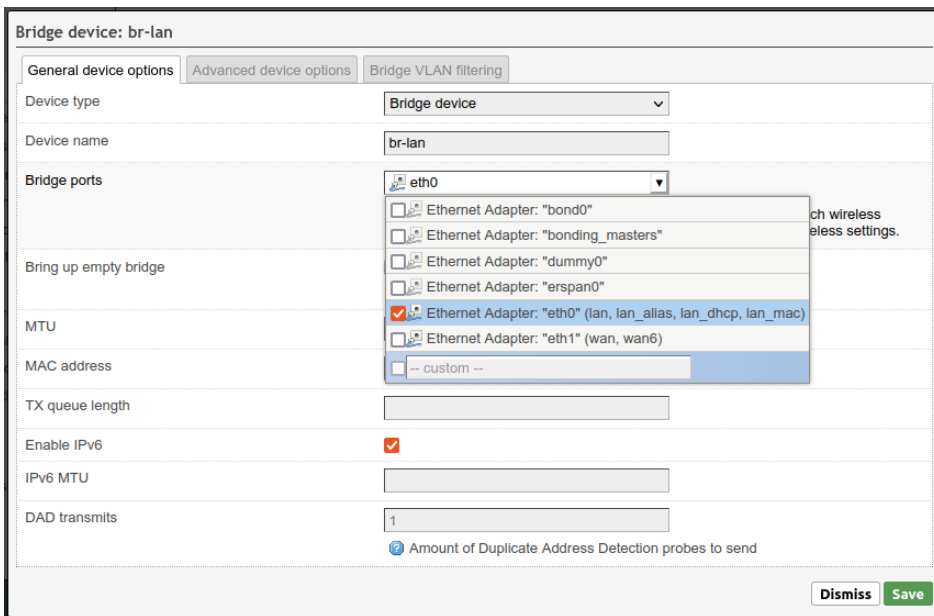 Bridge device: br-lan
General device options
Advanced device options
Bridge VLAN filtering
Device type
Bridge device
Device name
br-lan
Bridge ports
eth0
Ethernet Adapter: "bond0"
Ethernet Adapter: "bonding_masters"
Ethernet Adapter: "dummy0"
Ethernet Adapter: "erspan0"
Ethernet Adapter: "eth0" (lan, lan_alias, lan_dhcp, lan_mac)
Ethernet Adapter: "eth1" (wan, wan6)
-- custom --
ch wireless
eless settings.
Bring up empty bridge
MTU
MAC address
TX queue length
Enable IPv6
IPv6 MTU
DAD transmits
1
Amount of Duplicate Address Detection probes to send
Dismiss
Save